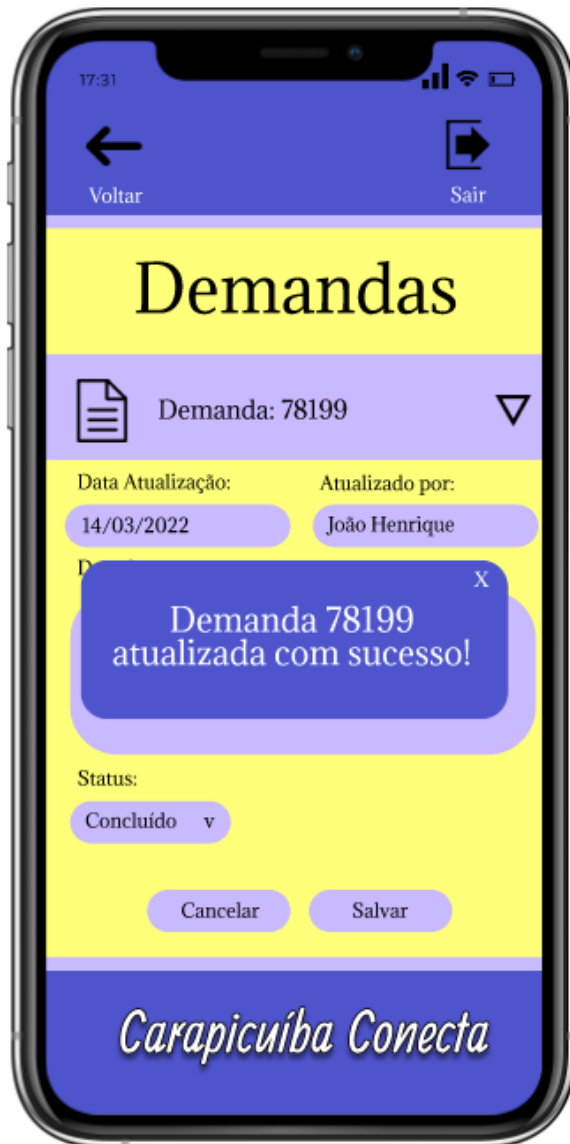 17:31
Voltar
Sair
Demandas
Demanda: 78199
Data Atualização:
Atualizado por:
14/03/2022
João Henrique
X
Demanda 78199
atualizada com sucesso!
Status:
Concluído v
Cancelar
Salvar
Carapicuíba Conecta